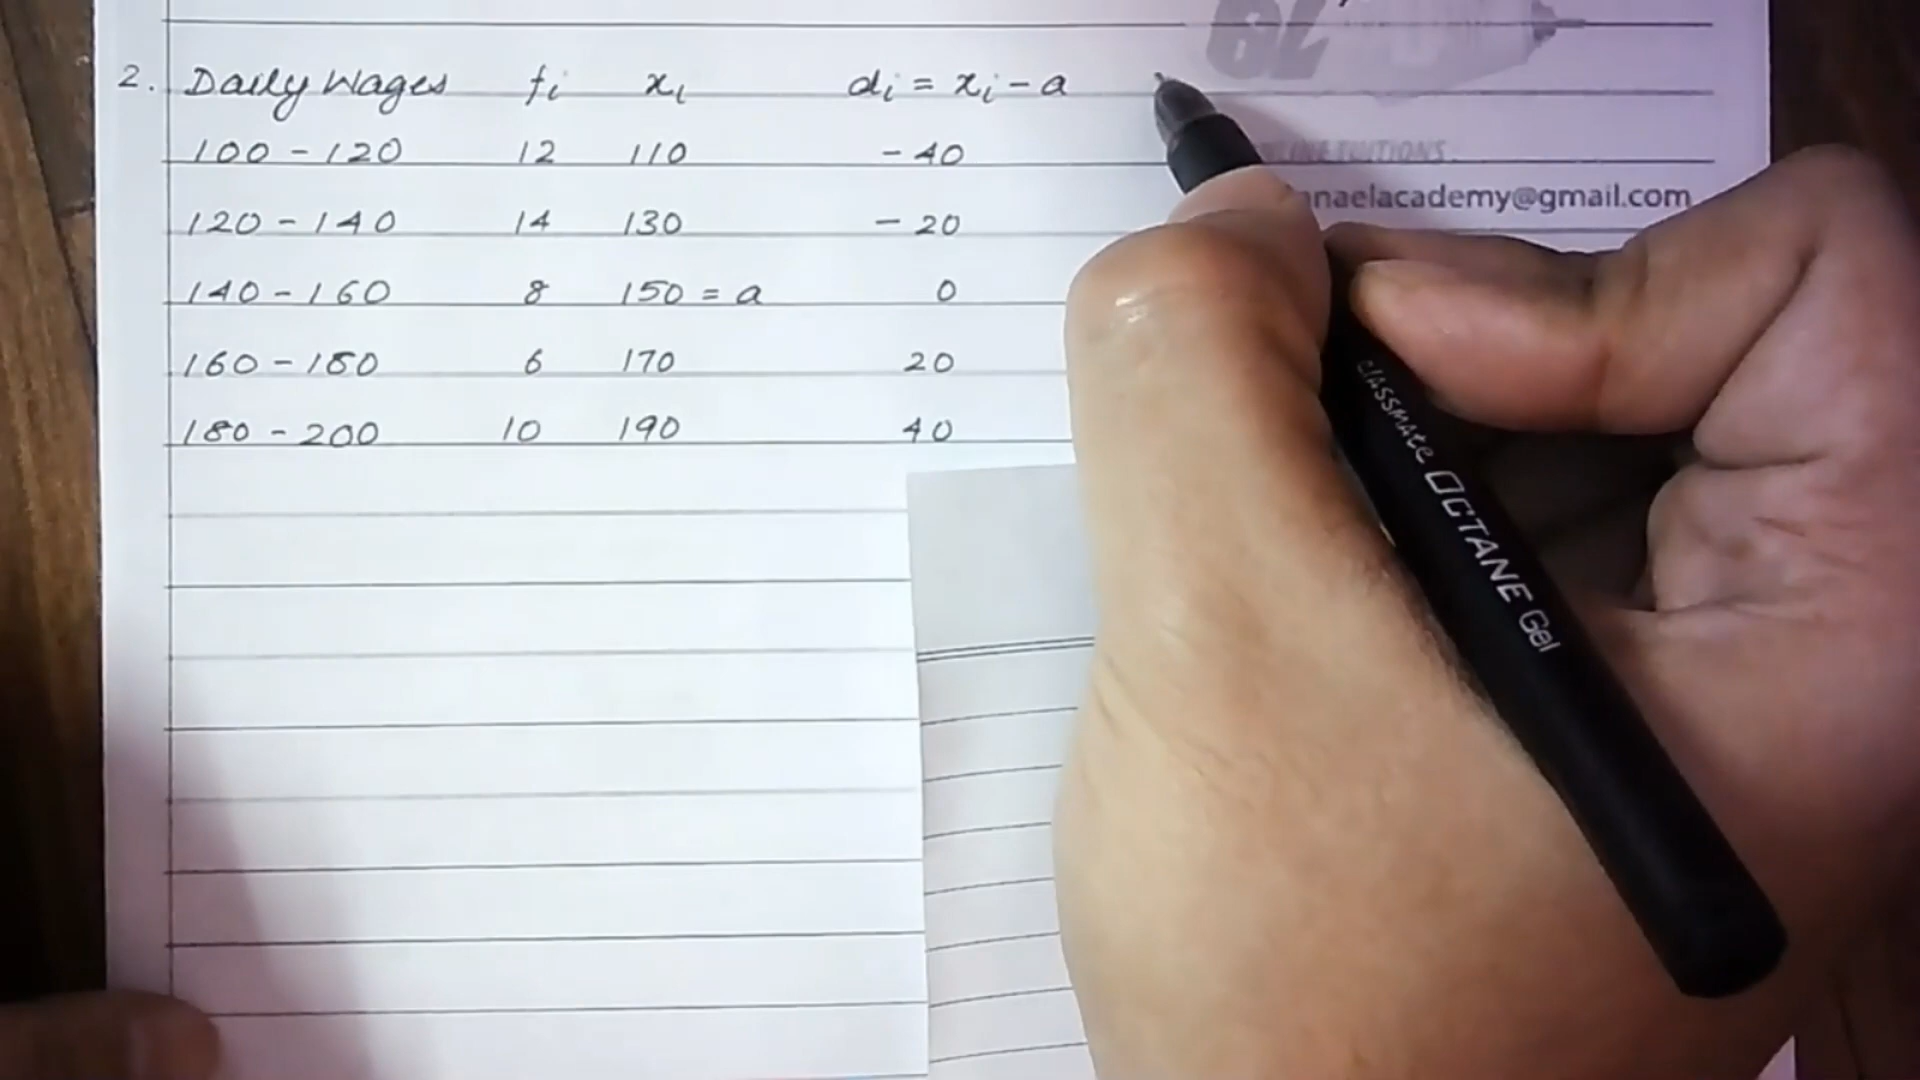 2. Daily Wages fi xi di = xi - a
100 - 120 12 110 - 40
120 - 140 14 130 - 20
140 - 160 8 150 = a 0
160 - 180 6 170 20
180 - 200 10 190 40
TUITIONS
naelacademy@gmail.com
classmate OCTANE Gel